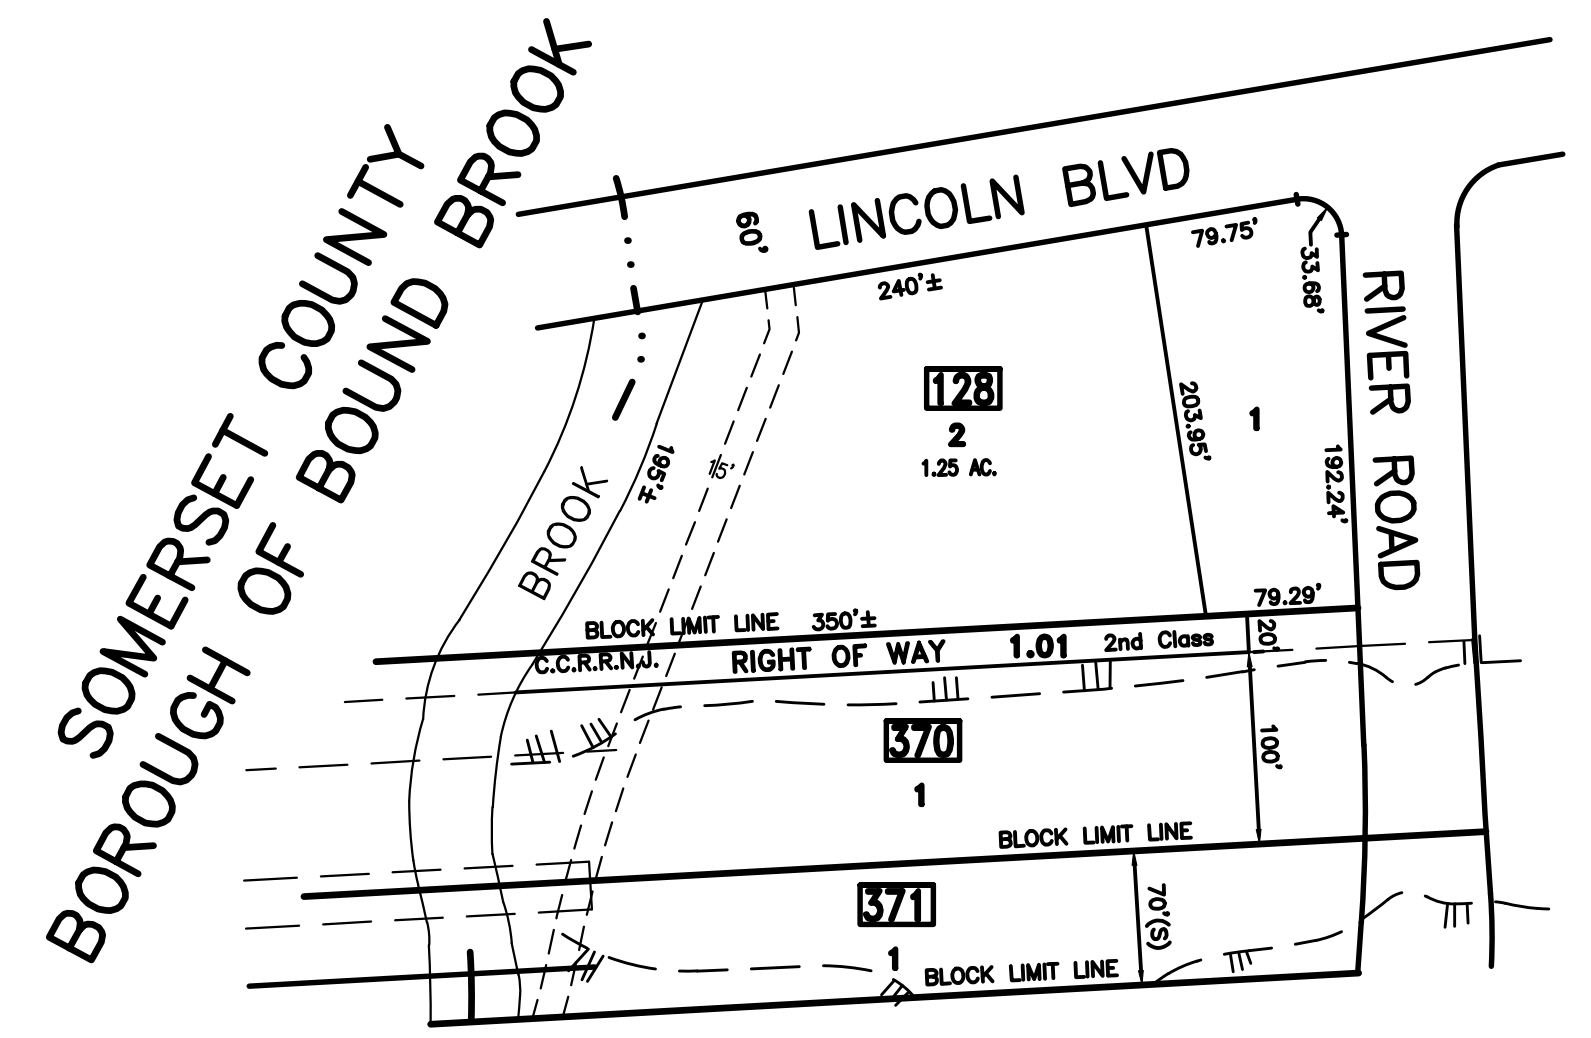 SOMERSET COUNTY
BOROUGH OF BOUND BROOK
60'
LINCOLN BLVD
79.75'
33.68'
240'±
RIVER ROAD
128
2
1.25 AC.
203.95'
1
192.24'
195'±
15'
BROOK
79.29'
BLOCK LIMIT LINE 350'±
C.C.R.R.N.J. RIGHT OF WAY 1.01 2nd Class
20'
370
1
100'
BLOCK LIMIT LINE
371
1
70'(S)
BLOCK LIMIT LINE